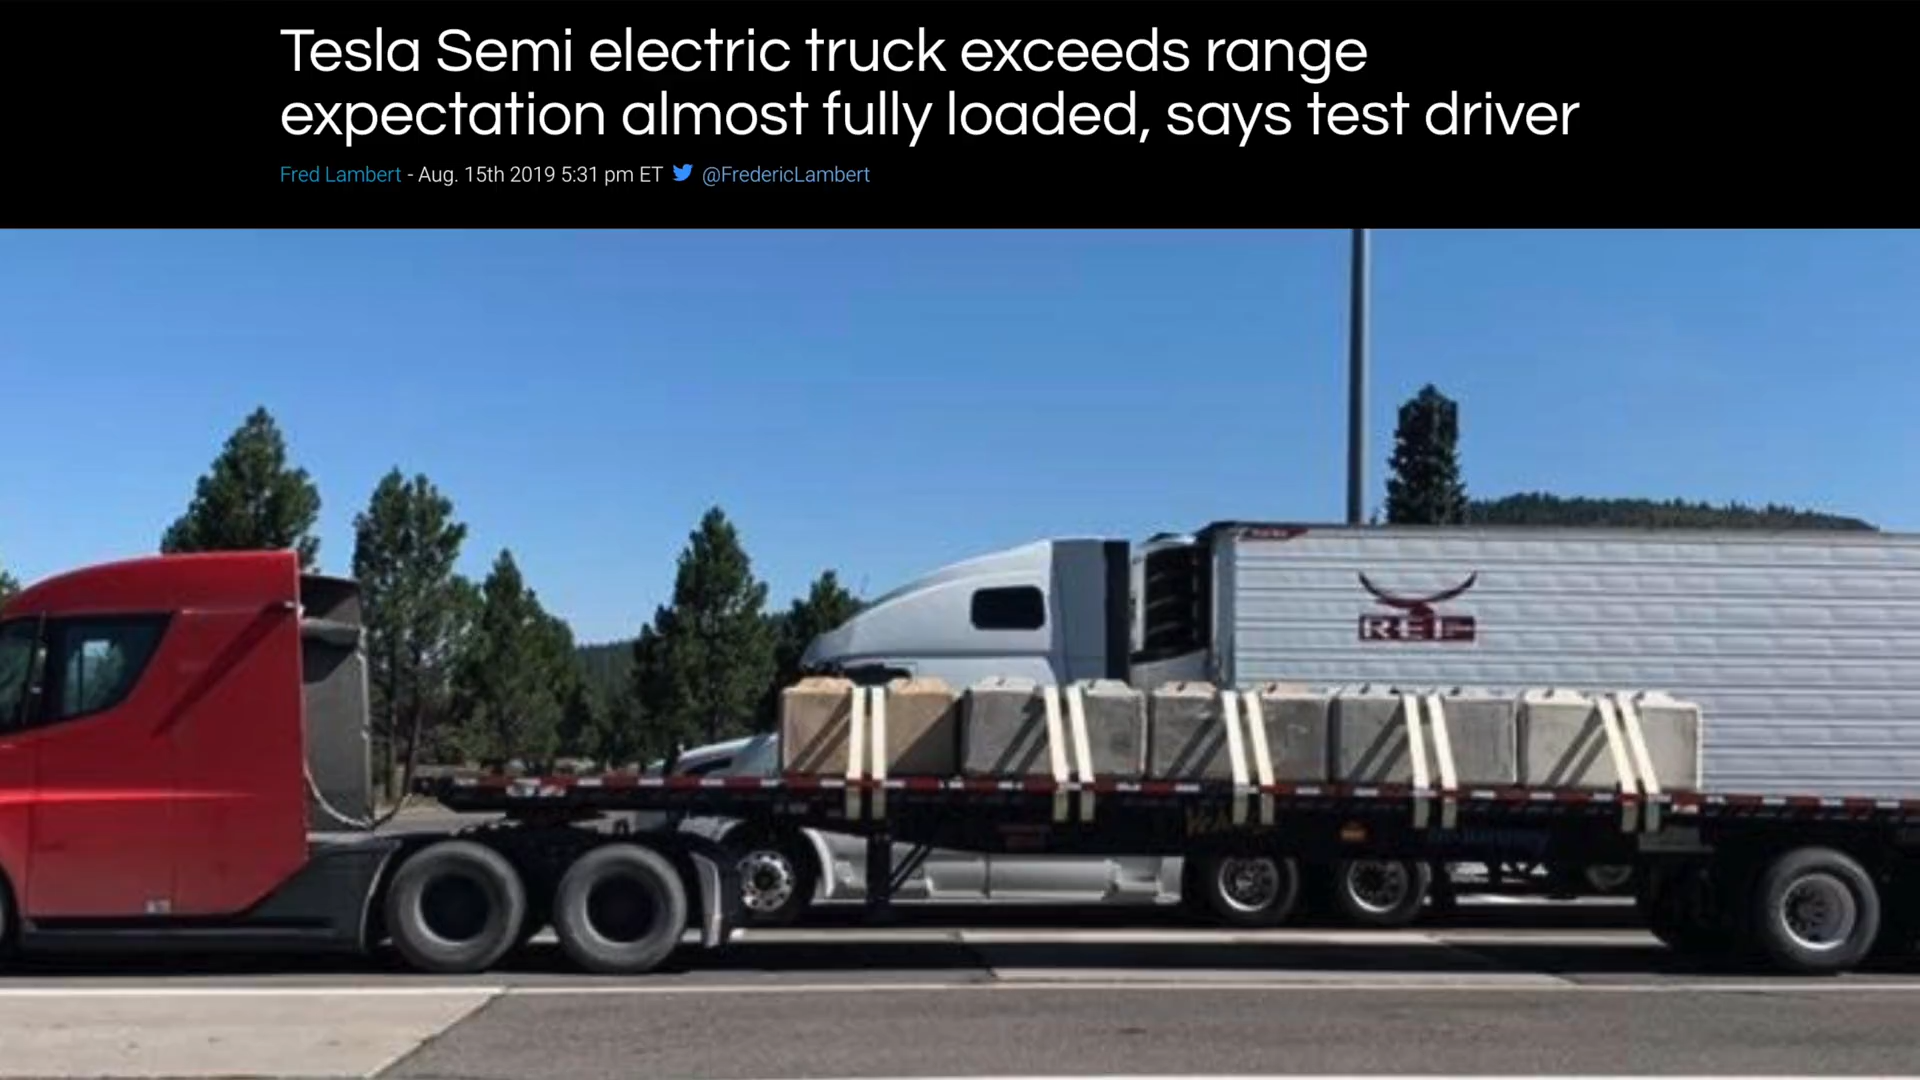 Tesla Semi electric truck exceeds range
expectation almost fully loaded, says test driver
Fred Lambert - Aug. 15th 2019 5:31 pm ET @FredericLambert